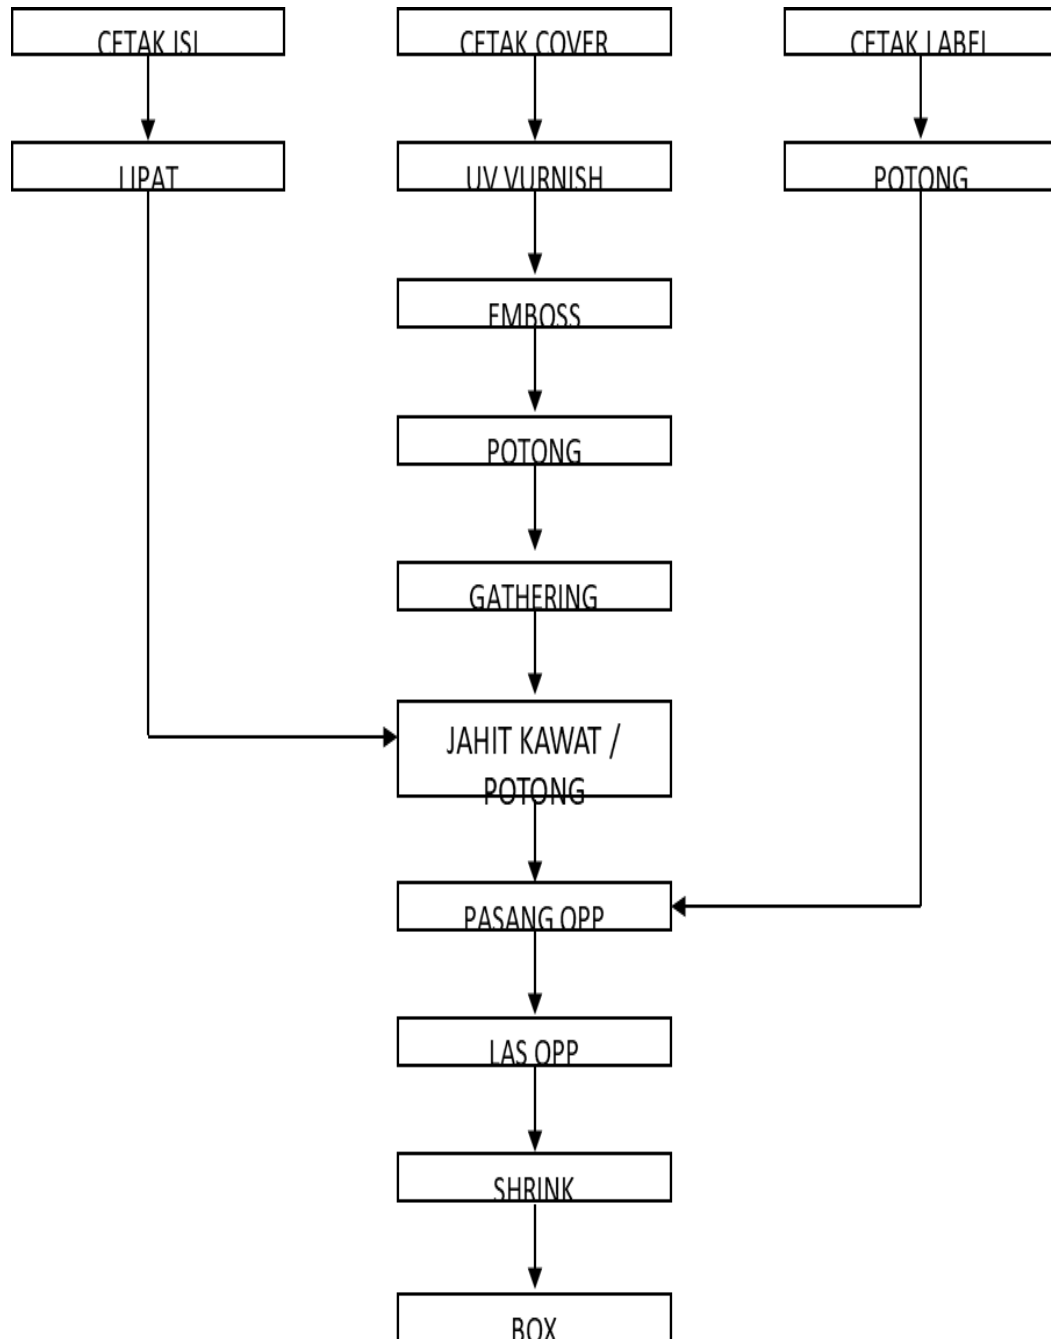 CETAK ISI
CETAK COVER
CETAK LABEL
LIPAT
UV VURNISH
POTONG
EMBOSS
POTONG
GATHERING
JAHIT KAWAT /
POTONG
PASANG OPP
LAS OPP
SHRINK
BOX